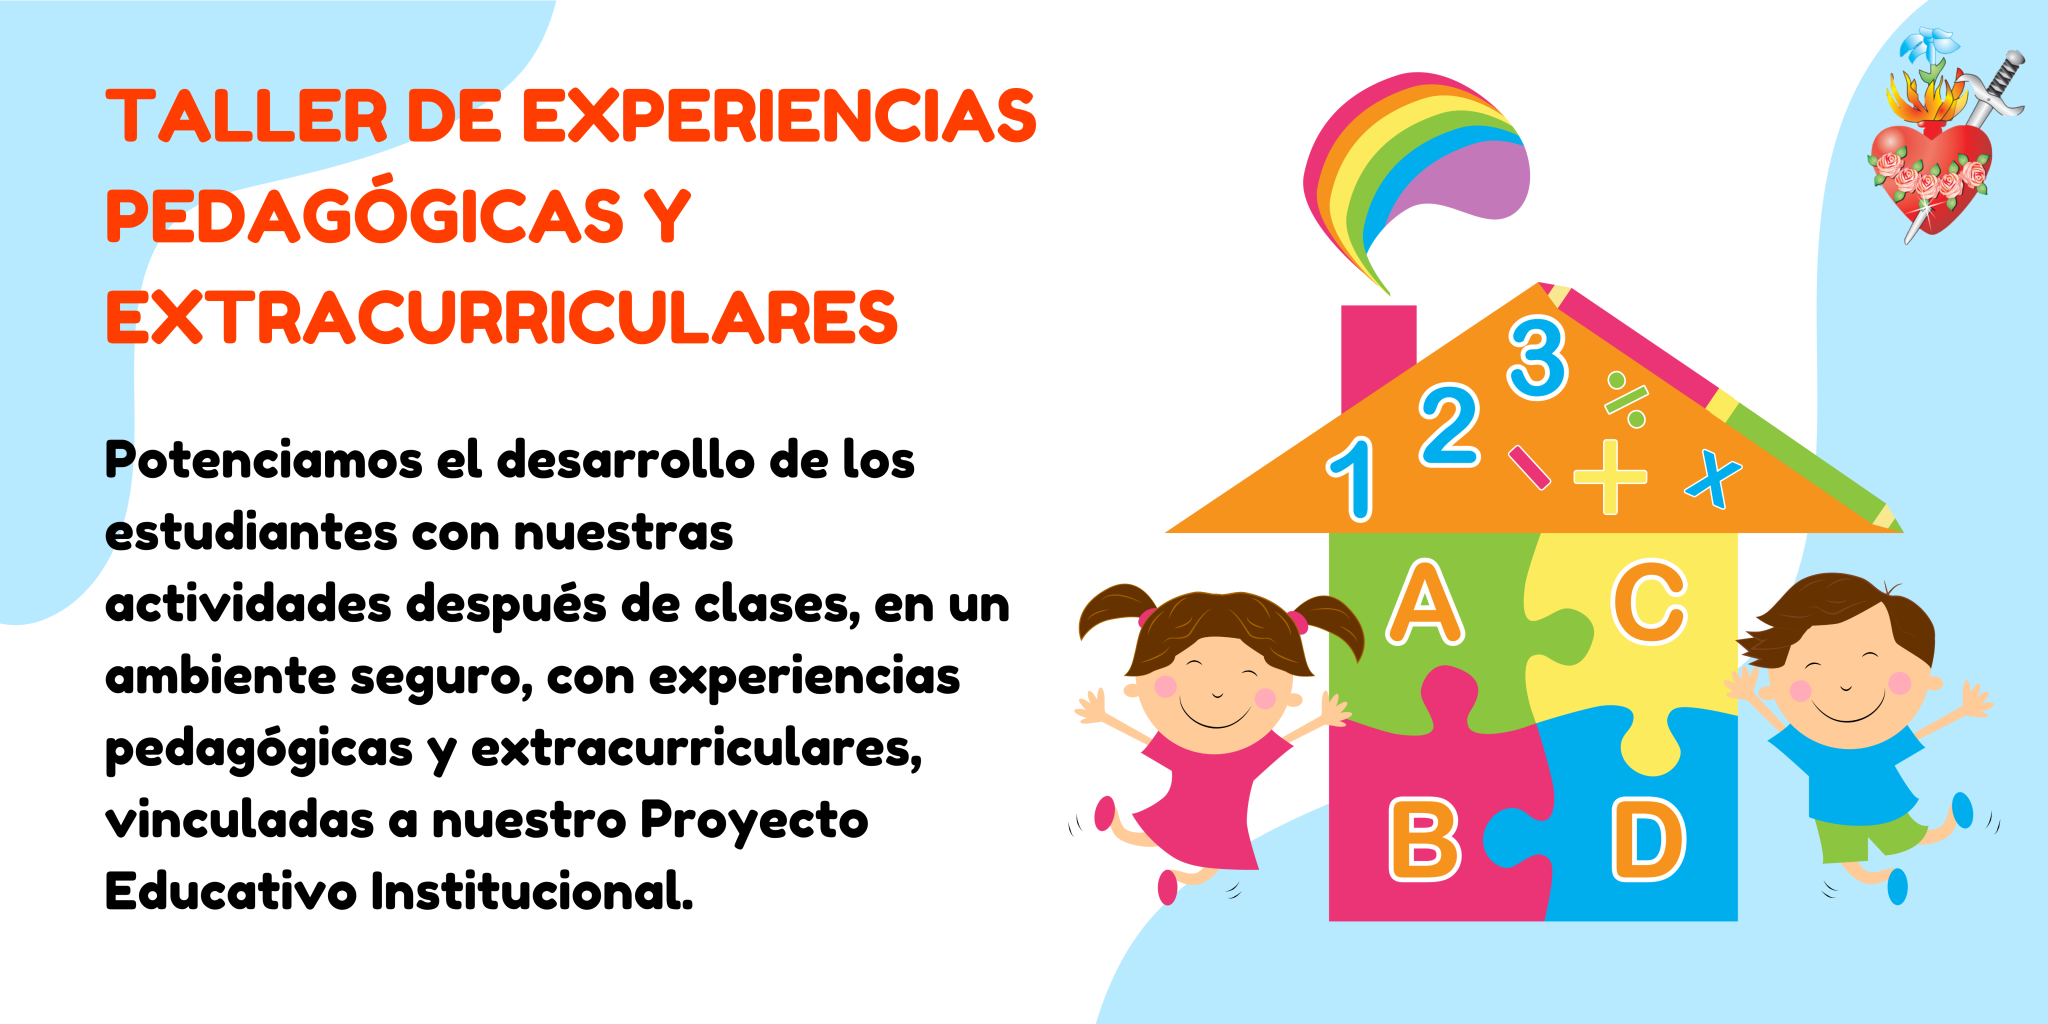 TALLER DE EXPERIENCIAS
PEDAGÓGICAS Y
EXTRACURRICULARES
Potenciamos el desarrollo de los
estudiantes con nuestras
actividades después de clases, en un
ambiente seguro, con experiencias
pedagógicas y extracurriculares,
vinculadas a nuestro Proyecto
Educativo Institucional.
1 2 3 ÷
- + x
A C
B D